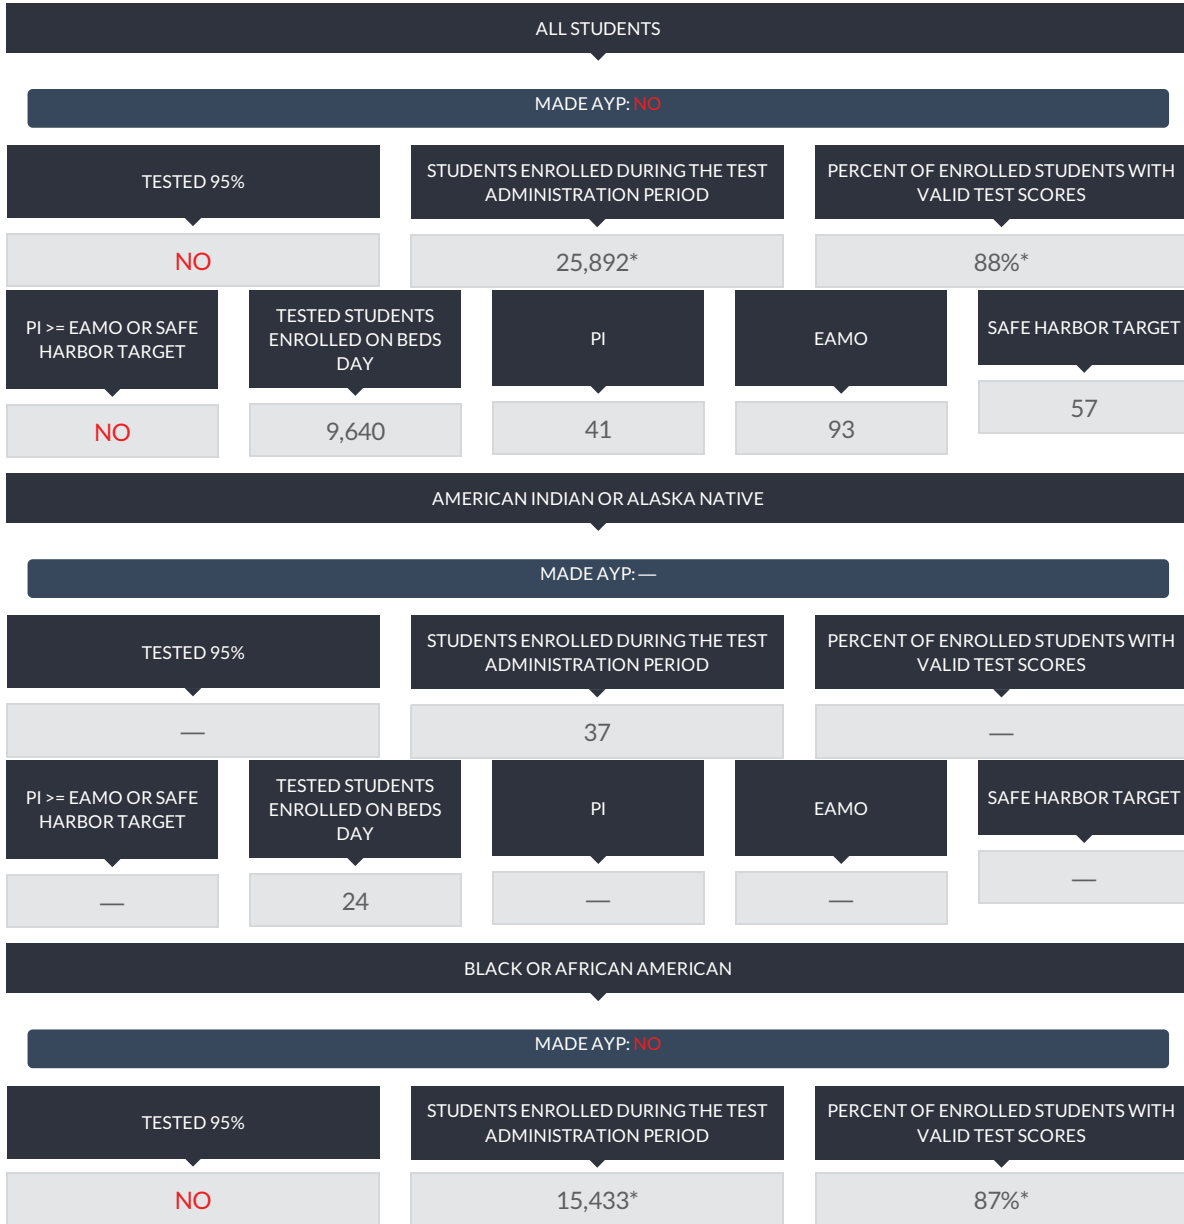 ALL STUDENTS
MADE AYP: NO
TESTED 95%
STUDENTS ENROLLED DURING THE TEST
ADMINISTRATION PERIOD
PERCENT OF ENROLLED STUDENTS WITH
VALID TEST SCORES
NO
25,892*
88%*
PI >= EAMO OR SAFE
HARBOR TARGET
TESTED STUDENTS
ENROLLED ON BEDS
DAY
PI
EAMO
SAFE HARBOR TARGET
NO
9,640
41
93
57
AMERICAN INDIAN OR ALASKA NATIVE
MADE AYP: —
TESTED 95%
STUDENTS ENROLLED DURING THE TEST
ADMINISTRATION PERIOD
PERCENT OF ENROLLED STUDENTS WITH
VALID TEST SCORES
—
37
—
PI >= EAMO OR SAFE
HARBOR TARGET
TESTED STUDENTS
ENROLLED ON BEDS
DAY
PI
EAMO
SAFE HARBOR TARGET
—
24
—
—
—
BLACK OR AFRICAN AMERICAN
MADE AYP: NO
TESTED 95%
STUDENTS ENROLLED DURING THE TEST
ADMINISTRATION PERIOD
PERCENT OF ENROLLED STUDENTS WITH
VALID TEST SCORES
NO
15,433*
87%*